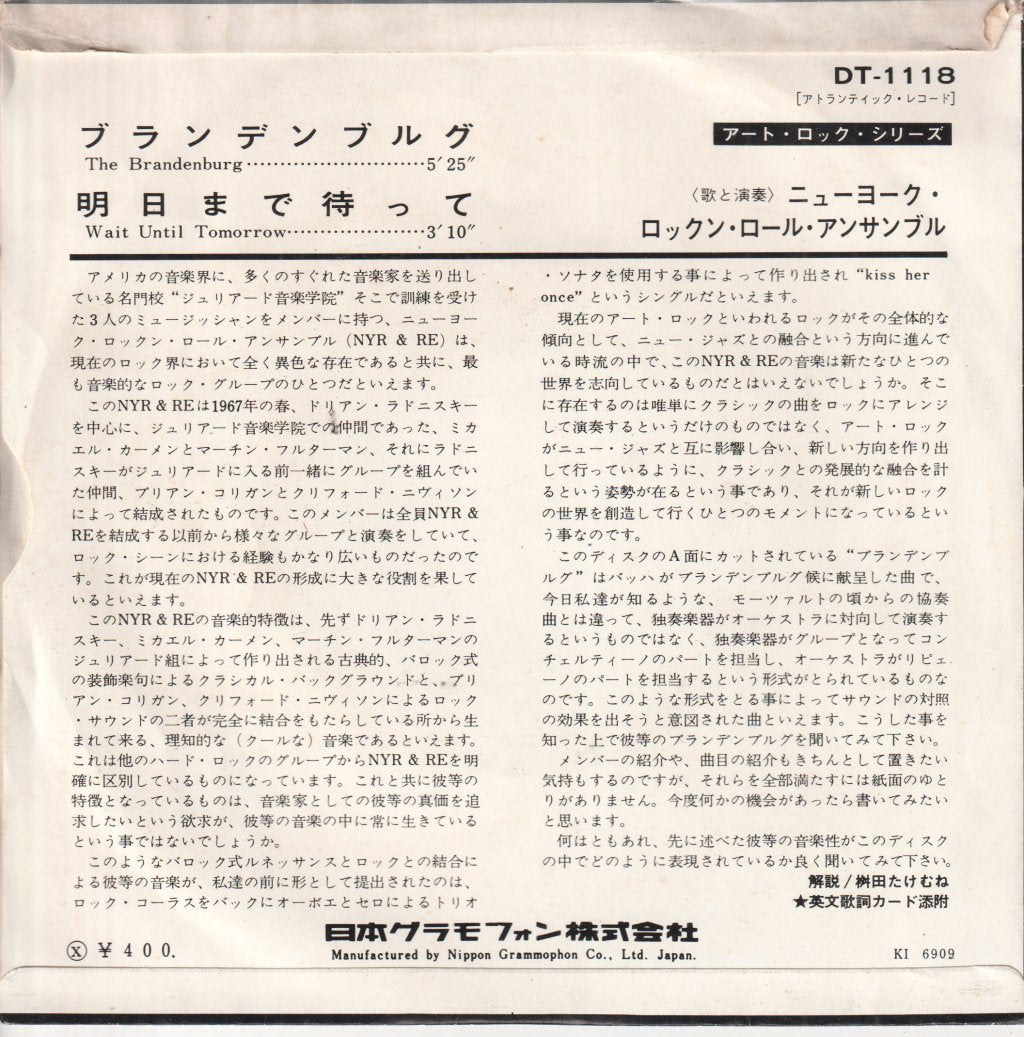 DT-1118
[アトランティック・レコード]
ブランデンブルグ
The Brandenburg‥‥‥‥‥‥‥‥‥5′25″
明日まで待って
Wait Until Tomorrow‥‥‥‥‥‥‥3′10″
アート・ロック・シリーズ
〈歌と演奏〉ニューヨーク・
ロックン・ロール・アンサンブル
アメリカの音楽界に、多くのすぐれた音楽家を送り出し
ている名門校“ジュリアード音楽学院”そこで訓練を受け
た3人のミュージッシャンをメンバーに持つ、ニューヨー
ク・ロックン・ロール・アンサンブル(NYR & RE)は、
現在のロック界において全く異色な存在であると共に、最
も音楽的なロック・グループのひとつだといえます。
このNYR & REは1967年の春、ドリアン・ラドニスキー
を中心に、ジュリアード音楽学院での仲間であった、ミカ
エル・カーメンとマーチン・フルターマン、それにラドニ
スキーがジュリアードに入る前一緒にグループを組んでい
た仲間、ブリアン・コリガンとクリフォード・ニヴィソン
によって結成されたものです。このメンバーは全員NYR &
REを結成する以前から様々なグループと演奏をしていて、
ロック・シーンにおける経験もかなり広いものだったので
す。これが現在のNYR & REの形成に大きな役割を果して
いるといえます。
このNYR & REの音楽的特徴は、先ずドリアン・ラドニ
スキー、ミカエル・カーメン、マーチン・フルターマンの
ジュリアード組によって作り出される古典的、バロック式
の装飾楽句によるクラシカル・バックグラウンドと、ブリ
アン・コリガン、クリフォード・ニヴィソンによるロック
・サウンドの二者が完全に結合をもたらしている所から生
まれて来る、理知的な(クールな)音楽であるといえます。
これは他のハード・ロックのグループからNYR & REを明
確に区別しているものになっています。これと共に彼等の
特徴となっているものは、音楽家としての彼等の真価を追
求したいという欲求が、彼等の音楽の中に常に生きている
という事ではないでしょうか。
このようなバロック式ルネッサンスとロックとの結合に
よる彼等の音楽が、私達の前に形として提出されたのは、
ロック・コーラスをバックにオーボエとセロによるトリオ
・ソナタを使用する事によって作り出され“kiss her
once”というシングルだといえます。
現在のアート・ロックといわれるロックがその全体的な
傾向として、ニュー・ジャズとの融合という方向に進んで
いる時流の中で、このNYR & REの音楽は新たなひとつの
世界を志向しているものだとはいえないでしょうか。そこ
に存在するのは唯単にクラシックの曲をロックにアレンジ
して演奏するというだけのものではなく、アート・ロック
がニュー・ジャズと互に影響し合い、新しい方向を作り出
して行っているように、クラシックとの発展的な融合を計
るという姿勢が在るという事であり、それが新しいロック
の世界を創造して行くひとつのモメントになっているとい
う事なのです。
このディスクのA面にカットされている“ブランデンブ
ルグ”はバッハがブランデンブルグ候に献呈した曲で、
今日私達が知るような、モーツァルトの頃からの協奏
曲とは違って、独奏楽器がオーケストラに対向して演奏す
るというものではなく、独奏楽器がグループとなってコン
チェルティーノのパートを担当し、オーケストラがリピェ
ーノのパートを担当するという形式がとられているものな
のです。このような形式をとる事によってサウンドの対照
の効果を出そうと意図された曲といえます。こうした事を
知った上で彼等のブランデンブルグを聞いてみて下さい。
メンバーの紹介や、曲目の紹介もきちんとして置きたい
気持もするのですが、それらを全部満たすには紙面のゆと
りがありません。今度何かの機会があったら書いてみたい
と思います。
何はともあれ、先に述べた彼等の音楽性がこのディスク
の中でどのように表現されているか良く聞いてみて下さい。
解説/桝田たけむね
★英文歌詞カード添附
日本グラモフォン株式会社
Manufactured by Nippon Grammophon Co., Ltd. Japan.
Ⓧ ¥400.
KI 6909